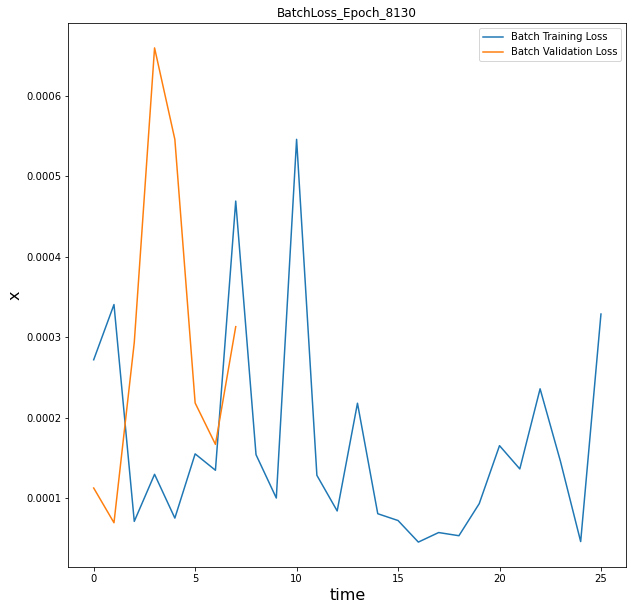 BatchLoss_Epoch_8130
Batch Training Loss
Batch Validation Loss
0.0006
0.0005
0.0004
0.0003
0.0002
0.0001
x
0 5 10 15 20 25
time